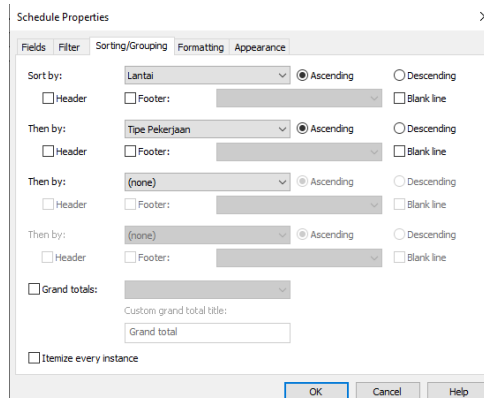 Schedule Properties
Fields Filter Sorting/Grouping Formatting Appearance
Sort by: Lantai Ascending Descending
Header Footer: Blank line
Then by: Tipe Pekerjaan Ascending Descending
Header Footer: Blank line
Then by: (none) Ascending Descending
Header Footer: Blank line
Then by: (none) Ascending Descending
Header Footer: Blank line
Grand totals:
Custom grand total title:
Grand total
Itemize every instance
OK Cancel Help